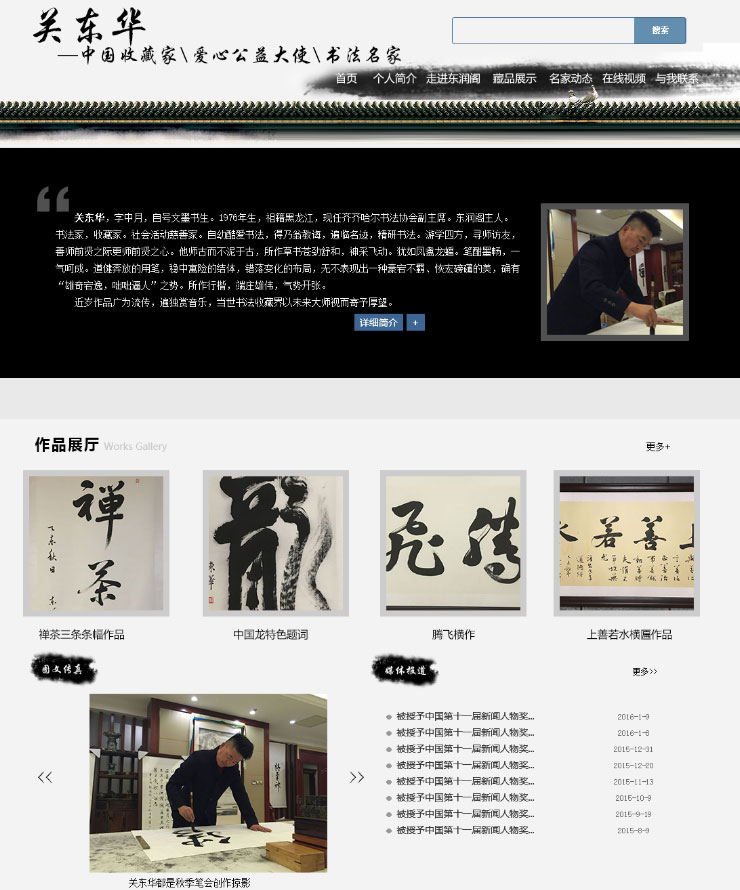 关东华
—中国收藏家\爱心公益大使\书法名家
搜索
首页 个人简介 走进东润阁 藏品展示 名家动态 在线视频 与我联系
关东华，字中月，自号文墨书生。1976年生，祖籍黑龙江，现任齐齐哈尔书法协会副主席。东润阁主人。
书法家，收藏家。社会活动慈善家。自幼酷爱书法，得乃翁教诲，遍临名迹，精研书法。游学四方，寻师访友，
善师前贤之际更师前贤之心。他师古而不泥于古，所作草书苍劲舒和，神采飞动。犹如凤翥龙蟠。笔酣墨畅，一
气呵成。遒健奔放的用笔，稳中富险的结体，错落变化的布局，无不表现出一种豪宕不羁、恢宏磅礴的美，确有
“雄奇宕逸，咄咄逼人”之势。所作行楷，端庄雄伟，气势开张。
近岁作品广为流传，遍独赏音乐，当世书法收藏界以未来大师视而寄予厚望。
详细简介 +
作品展厅 Works Gallery
更多+
禅茶
龍
飞腾
上善若水
禅茶三条条幅作品
中国龙特色题词
腾飞横作
上善若水横匾作品
图文传真
媒体报道
更多>>
被授予中国第十一届新闻人物奖... 2016-1-9
被授予中国第十一届新闻人物奖... 2016-1-6
被授予中国第十一届新闻人物奖... 2015-12-31
被授予中国第十一届新闻人物奖... 2015-12-20
被授予中国第十一届新闻人物奖... 2015-11-13
被授予中国第十一届新闻人物奖... 2015-10-9
被授予中国第十一届新闻人物奖... 2015-9-19
被授予中国第十一届新闻人物奖... 2015-8-9
<<
>>
关东华都是秋季笔会创作掠影